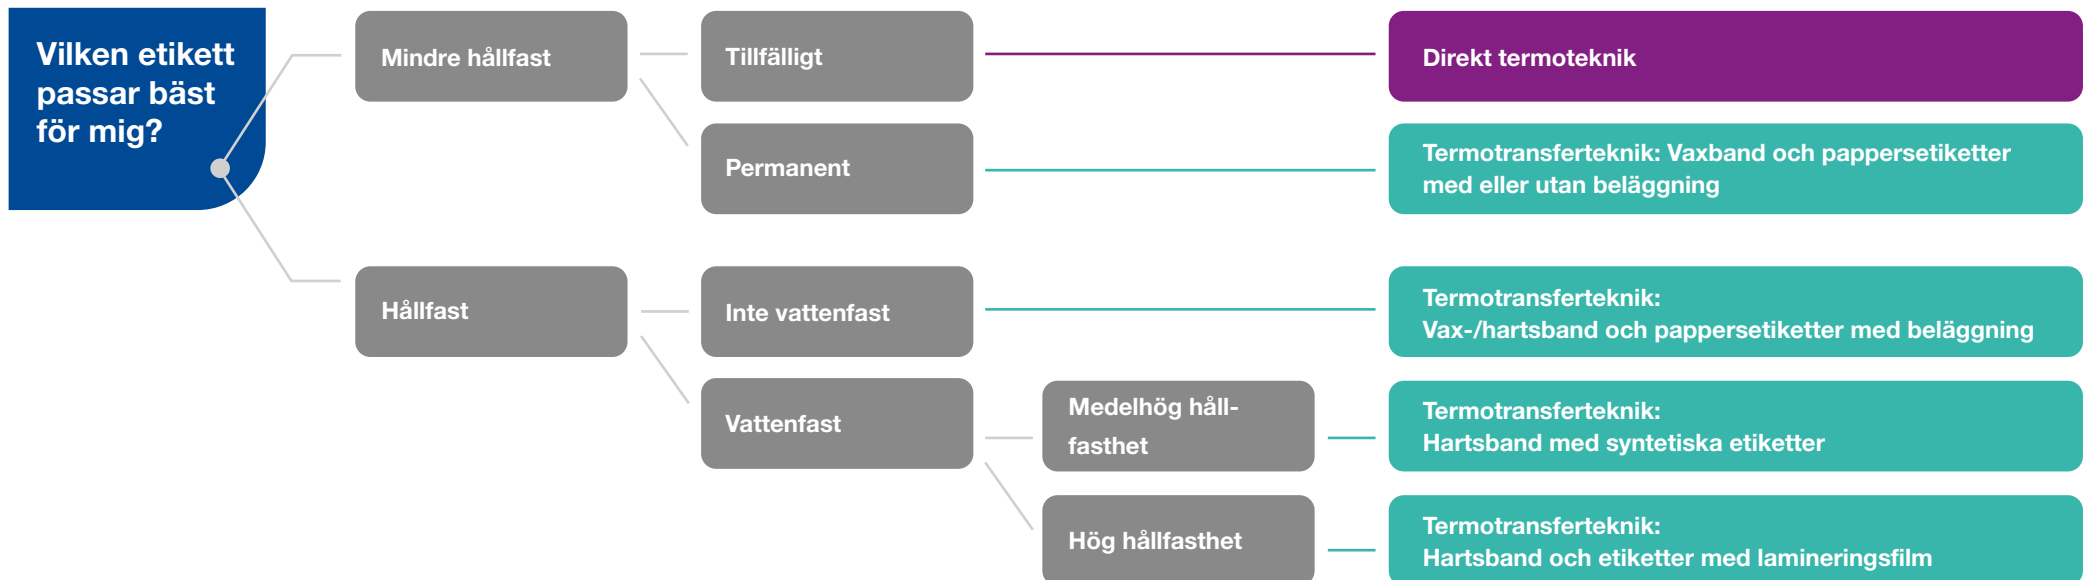 Vilken etikett
passar bäst
för mig?
Mindre hållfast
Tillfälligt
Direkt termoteknik
Permanent
Termotransferteknik: Vaxband och pappersetiketter
med eller utan beläggning
Hållfast
Inte vattenfast
Termotransferteknik:
Vax-/hartsband och pappersetiketter med beläggning
Vattenfast
Medelhög håll-
fasthet
Termotransferteknik:
Hartsband med syntetiska etiketter
Hög hållfasthet
Termotransferteknik:
Hartsband och etiketter med lamineringsfilm